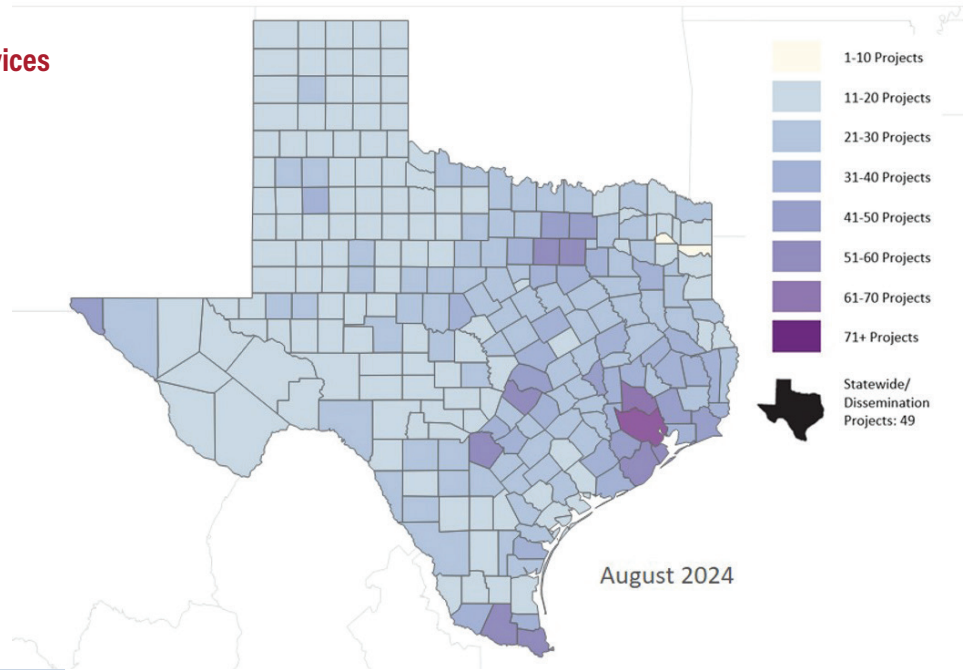 vices
1-10 Projects
11-20 Projects
21-30 Projects
31-40 Projects
41-50 Projects
51-60 Projects
61-70 Projects
71+ Projects
Statewide/
Dissemination
Projects: 49
August 2024